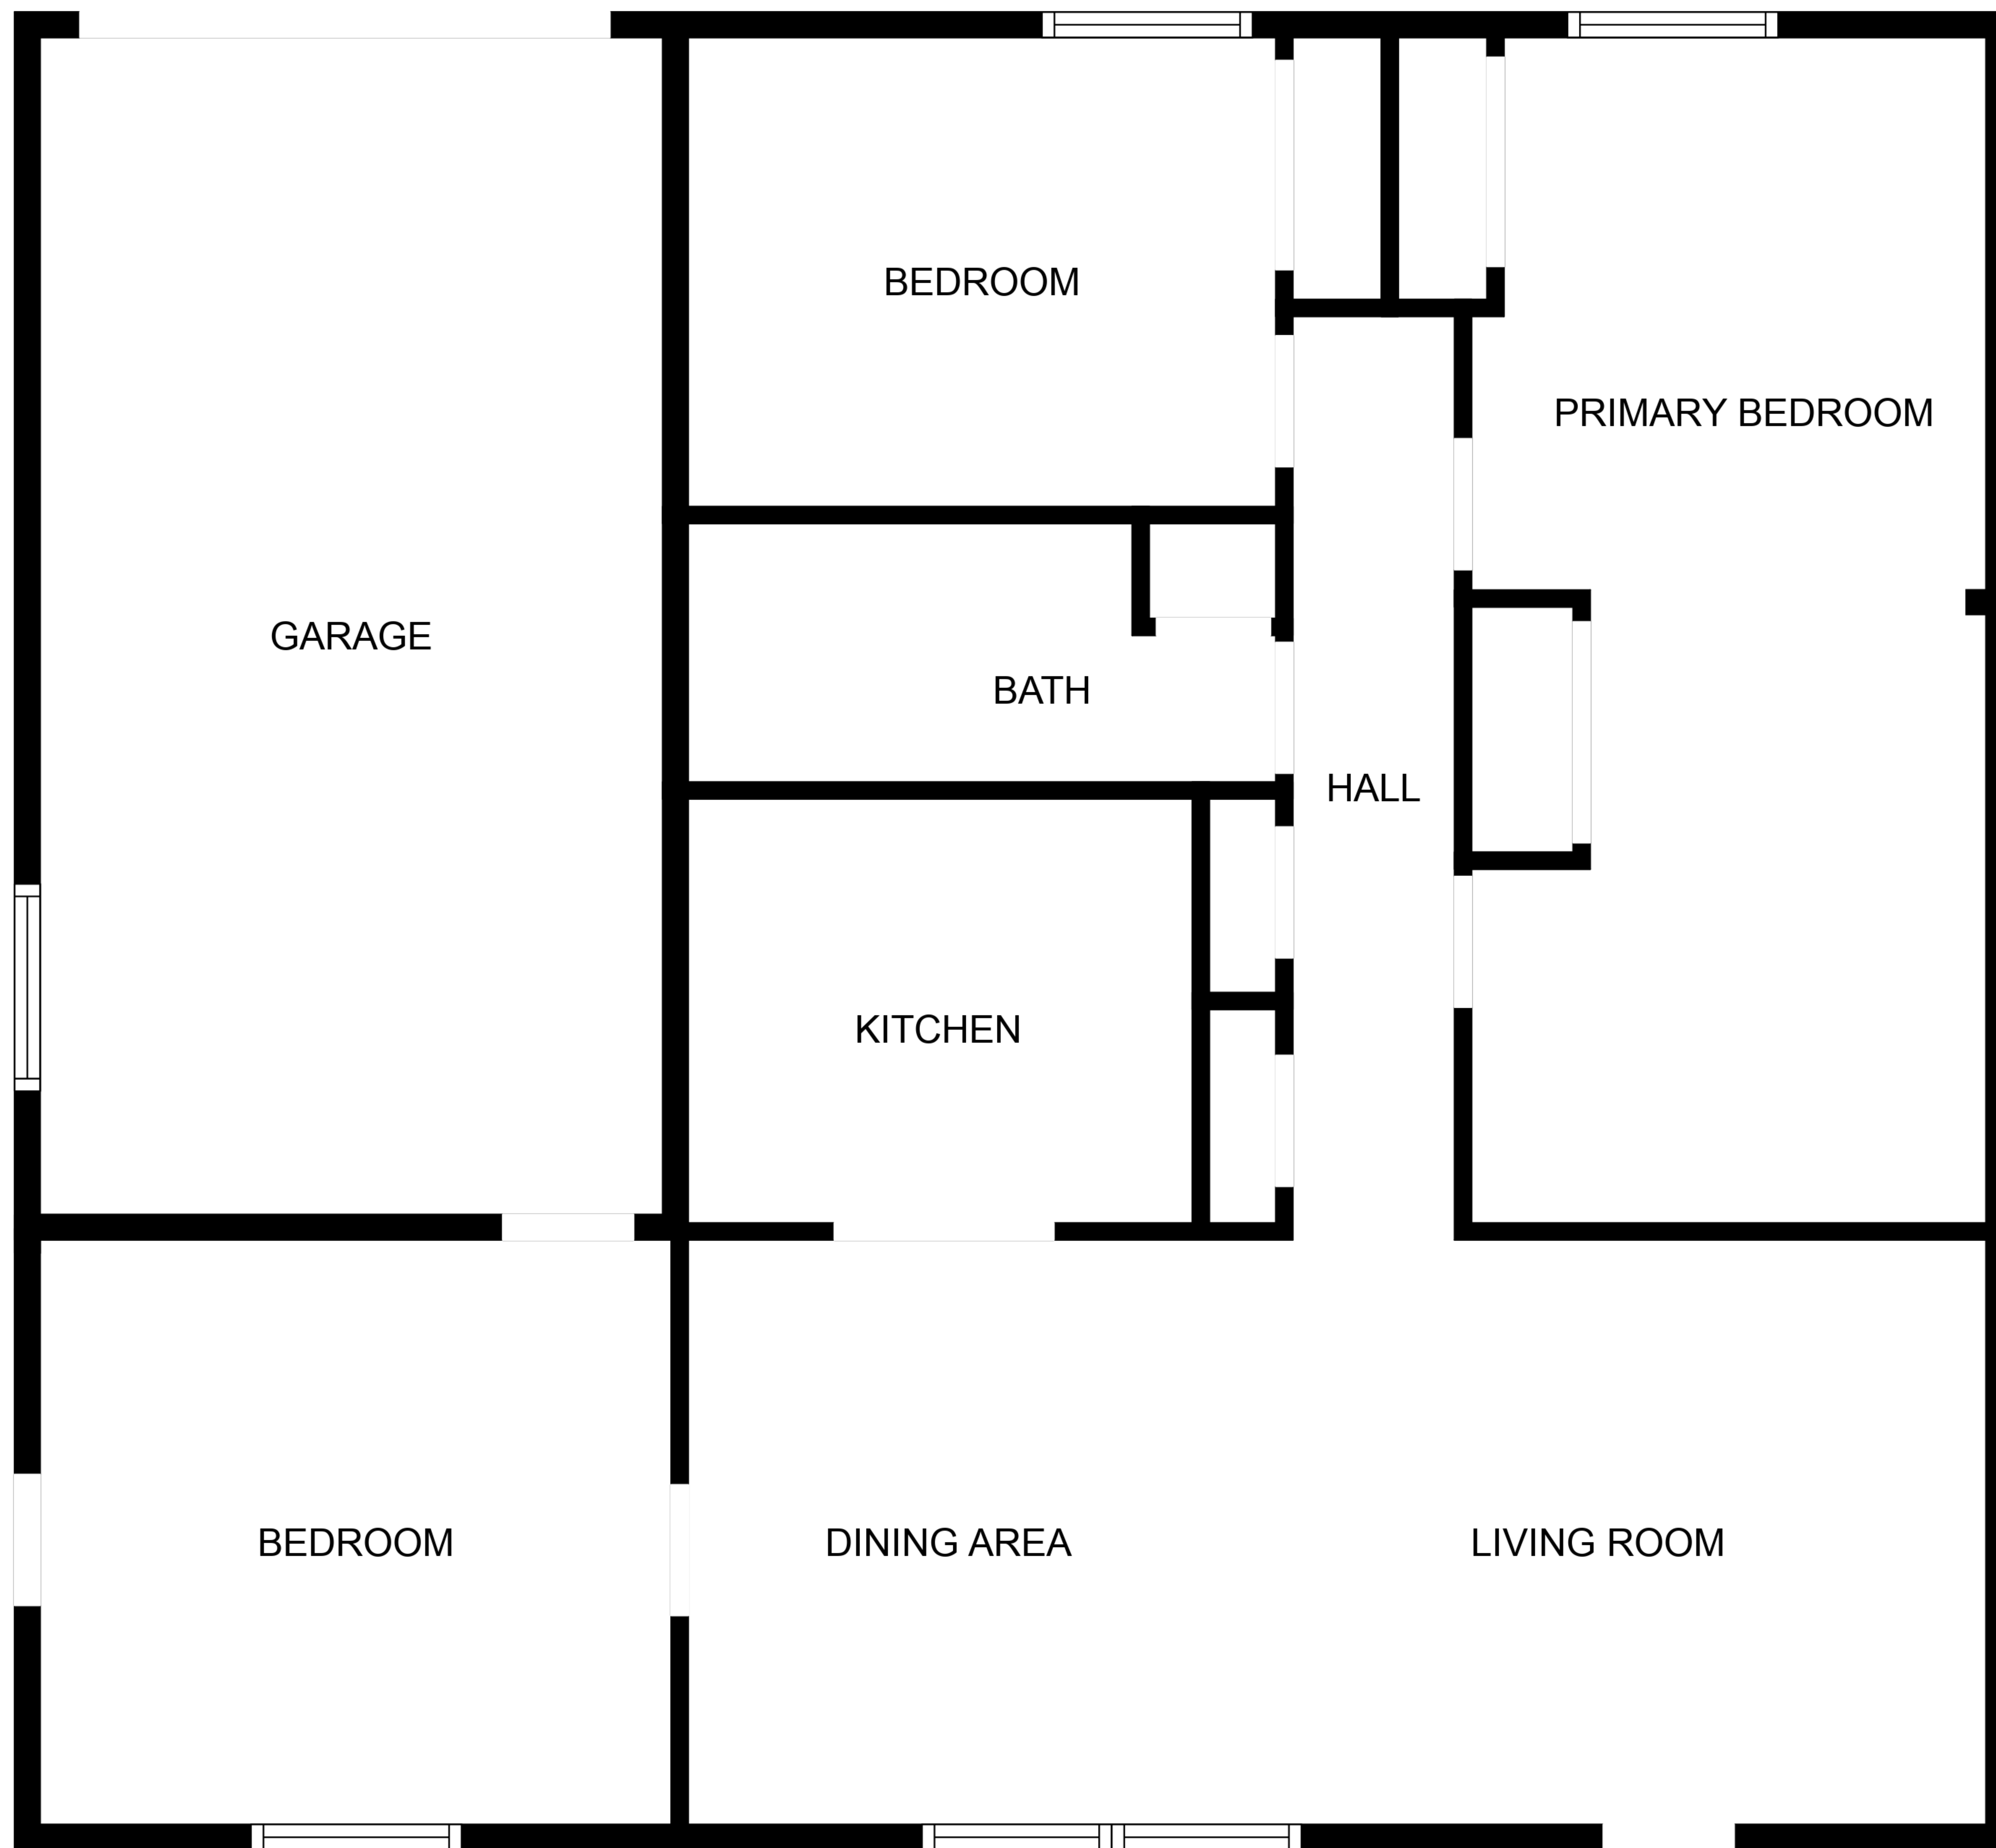 BEDROOM
PRIMARY BEDROOM
GARAGE
BATH
HALL
KITCHEN
BEDROOM
DINING AREA
LIVING ROOM